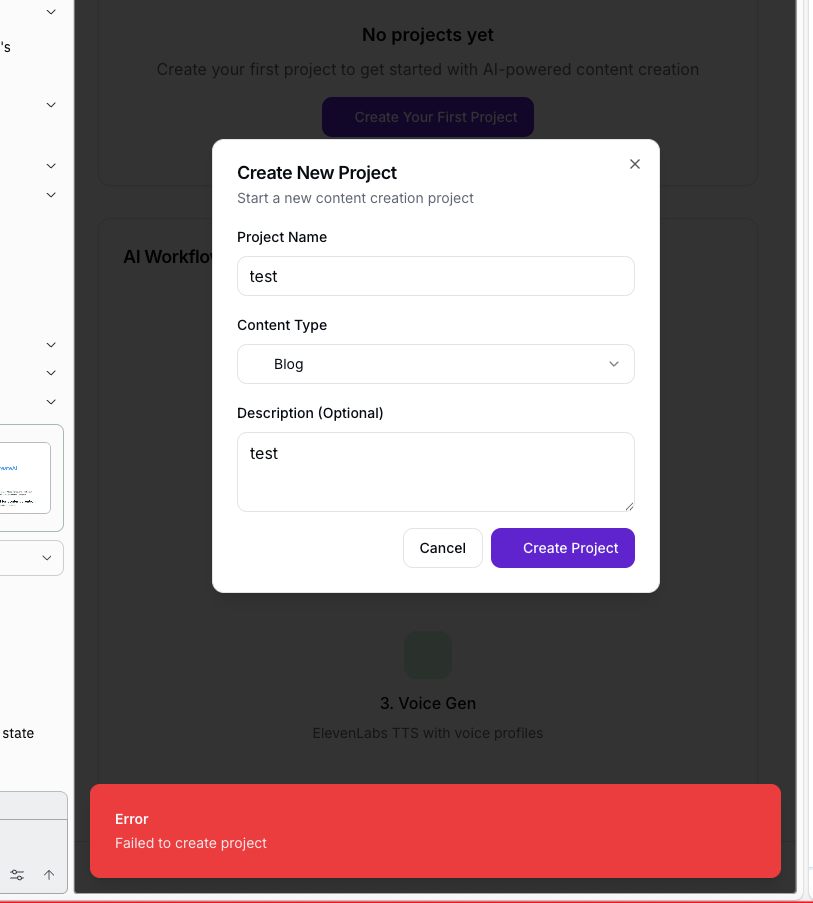 's
No projects yet
Create your first project to get started with AI-powered content creation
Create Your First Project
Create New Project
Start a new content creation project
Project Name
test
AI Workflo
Content Type
Blog
Description (Optional)
test
Cancel
Create Project
3. Voice Gen
ElevenLabs TTS with voice profiles
state
Error
Failed to create project